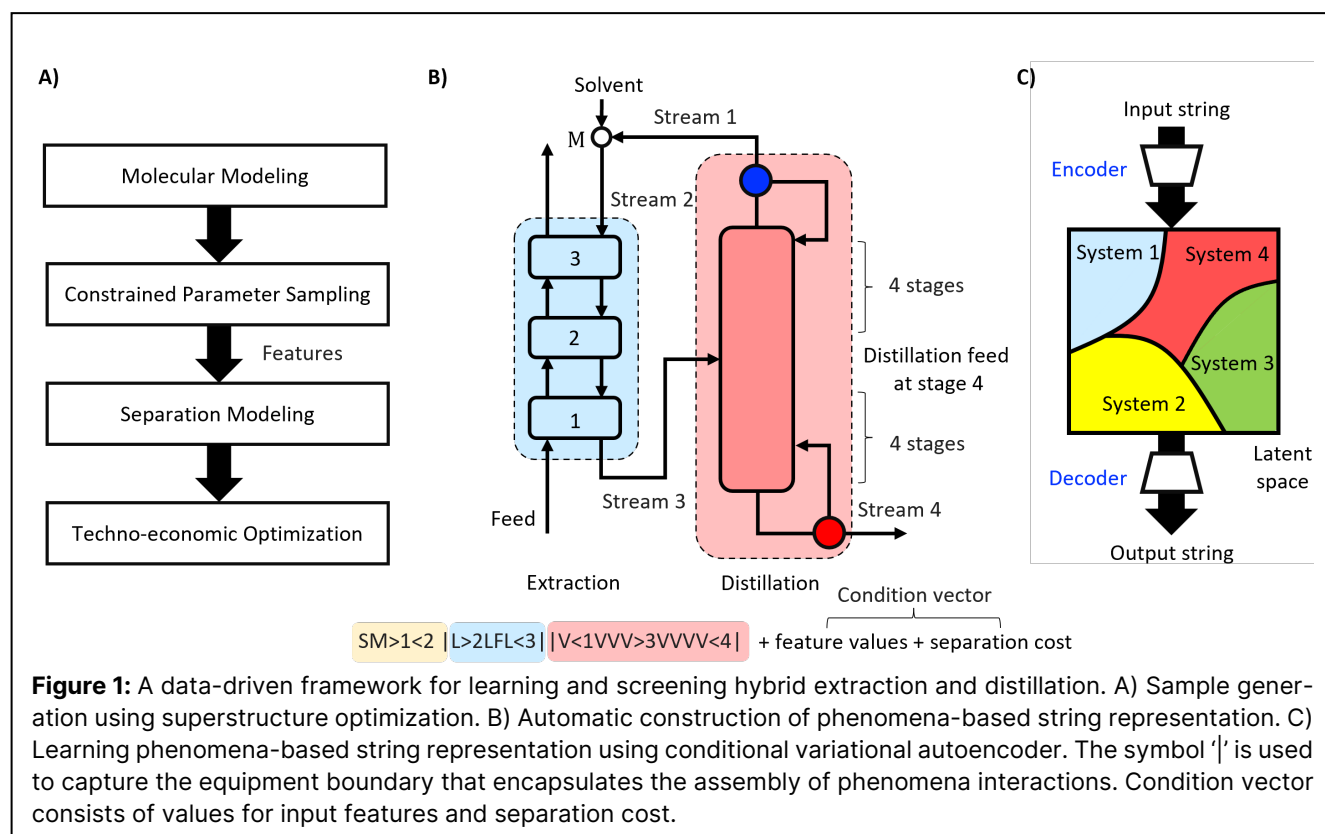 A)
Molecular Modeling
Constrained Parameter Sampling
Features
Separation Modeling
Techno-economic Optimization
B)
Solvent
Stream 1
M
Stream 2
3
2
1
4 stages
Distillation feed
at stage 4
4 stages
Stream 3
Stream 4
Feed
Extraction
Distillation
Condition vector
SM>1<2 |L>2LFL<3||V<1VVV>3VVVV<4| + feature values + separation cost
C)
Input string
Encoder
System 1
System 4
System 3
System 2
Latent
space
Decoder
Output string
Figure 1: A data-driven framework for learning and screening hybrid extraction and distillation. A) Sample gener-
ation using superstructure optimization. B) Automatic construction of phenomena-based string representation. C)
Learning phenomena-based string representation using conditional variational autoencoder. The symbol '|' is used
to capture the equipment boundary that encapsulates the assembly of phenomena interactions. Condition vector
consists of values for input features and separation cost.